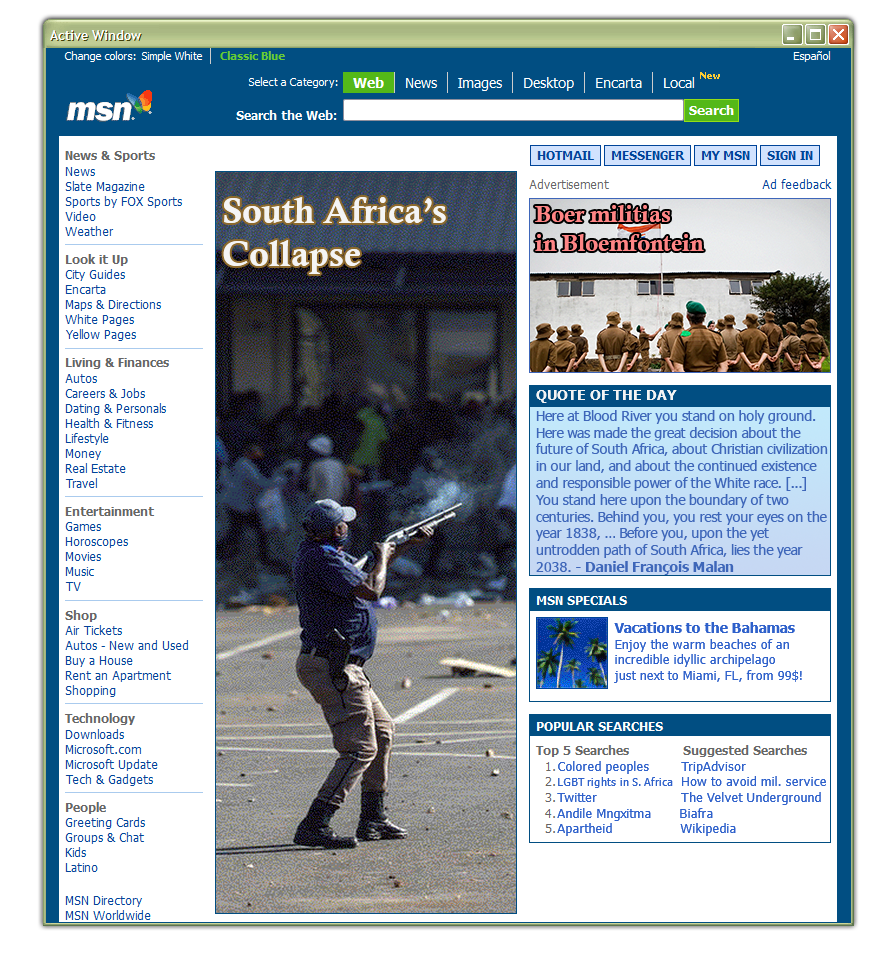 Active Window
Change colors: Simple White Classic Blue Español
Select a Category: Web News Images Desktop Encarta Local New
msn
Search the Web: Search
News & Sports
News
Slate Magazine
Sports by FOX Sports
Video
Weather
Look it Up
City Guides
Encarta
Maps & Directions
White Pages
Yellow Pages
Living & Finances
Autos
Careers & Jobs
Dating & Personals
Health & Fitness
Lifestyle
Money
Real Estate
Travel
Entertainment
Games
Horoscopes
Movies
Music
TV
Shop
Air Tickets
Autos - New and Used
Buy a House
Rent an Apartment
Shopping
Technology
Downloads
Microsoft.com
Microsoft Update
Tech & Gadgets
People
Greeting Cards
Groups & Chat
Kids
Latino
MSN Directory
MSN Worldwide
South Africa's
Collapse
HOTMAIL MESSENGER MY MSN SIGN IN
Advertisement Ad feedback
Boer militias
in Bloemfontein
QUOTE OF THE DAY
Here at Blood River you stand on holy ground.
Here was made the great decision about the
future of South Africa, about Christian civilization
in our land, and about the continued existence
and responsible power of the White race. [...]
You stand here upon the boundary of two
centuries. Behind you, you rest your eyes on the
year 1838, ... Before you, upon the yet
untrodden path of South Africa, lies the year
2038. - Daniel François Malan
MSN SPECIALS
Vacations to the Bahamas
Enjoy the warm beaches of an
incredible idyllic archipelago
just next to Miami, FL, from 99$!
POPULAR SEARCHES
Top 5 Searches Suggested Searches
1. Colored peoples TripAdvisor
2. LGBT rights in S. Africa How to avoid mil. service
3. Twitter The Velvet Underground
4. Andile Mngxitma Biafra
5. Apartheid Wikipedia